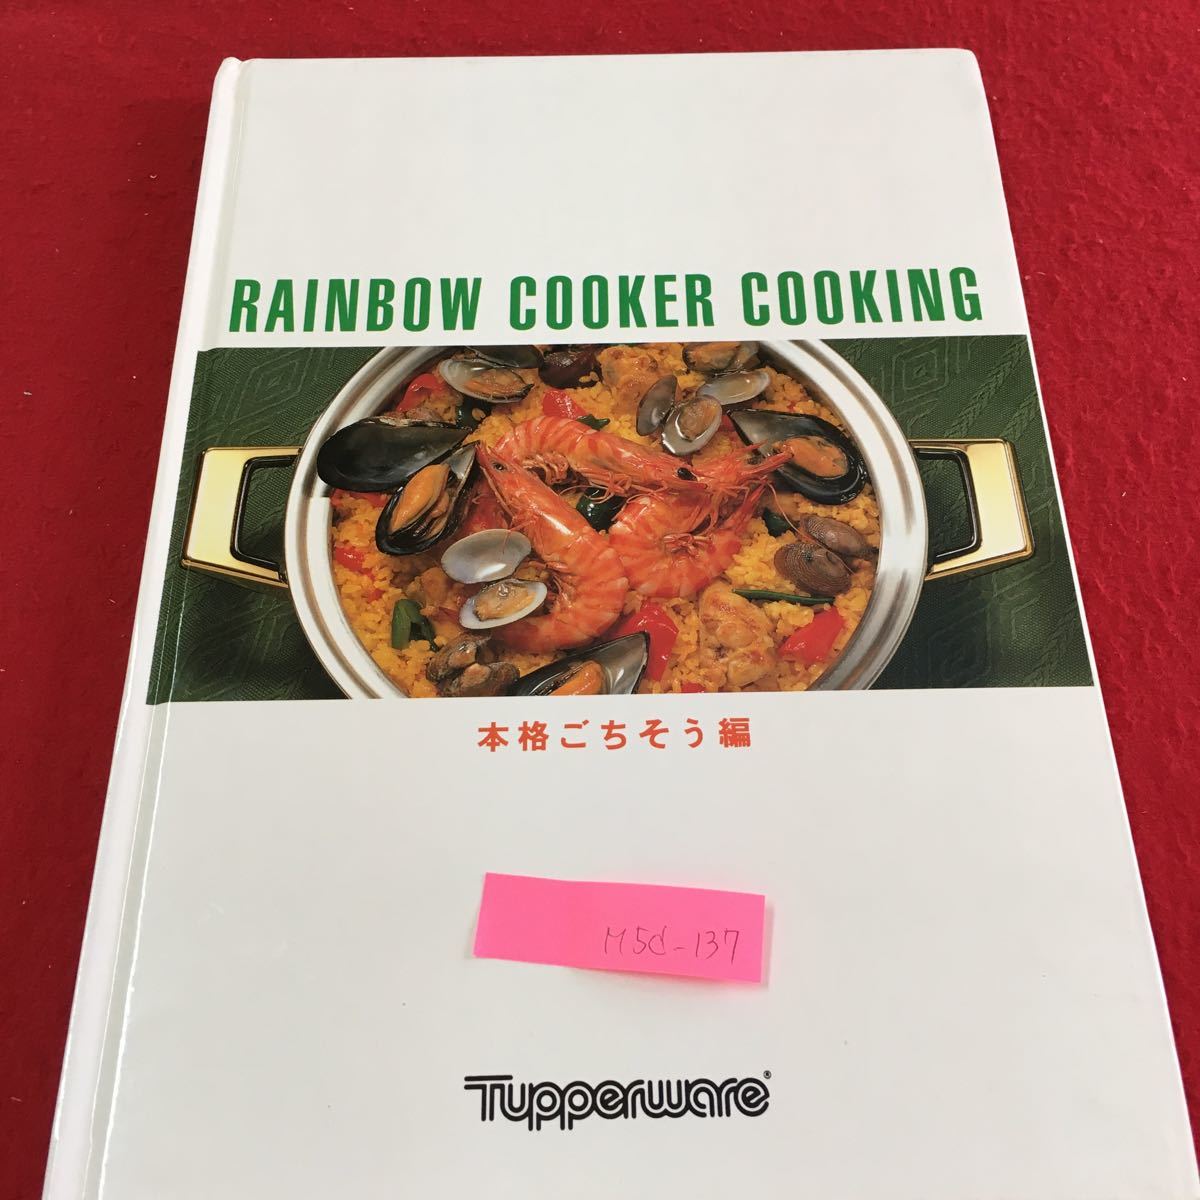 RAINBOW COOKER COOKING
本格ごちそう編
M5d-137
Tupperware®